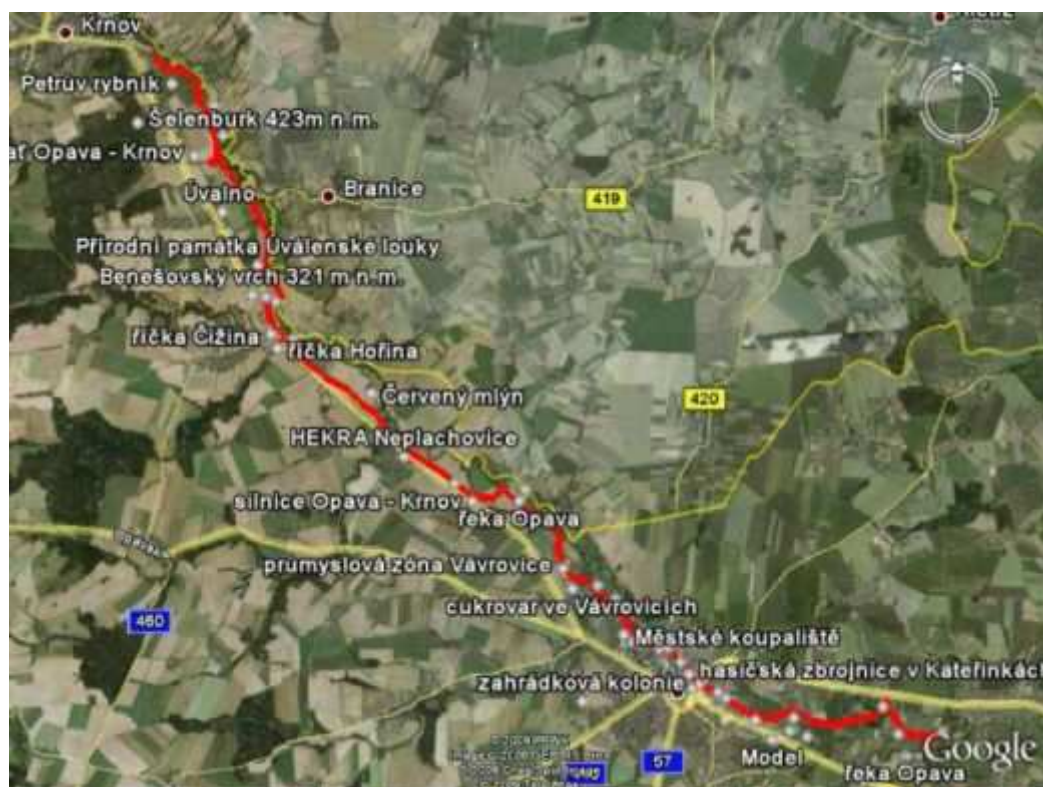 Krnov
Petrův rybník
Šelenburk 423m n.m.
ať Opava - Krnov
Úvalno
Branice
419
Přírodní památka Úvalenské louky
Benešovský vrch 321 m n.m.
říčka Čižina
říčka Hořina
Červený mlýn
420
HEKRA Neplachovice
silnice Opava - Krnov
řeka Opava
průmyslová zóna Vávrovice
cukrovar ve Vávrovicích
460
Městské koupaliště
hasičská zbrojnice v Kateřinkách
zahrádková kolonie
Model
57
Google
řeka Opava